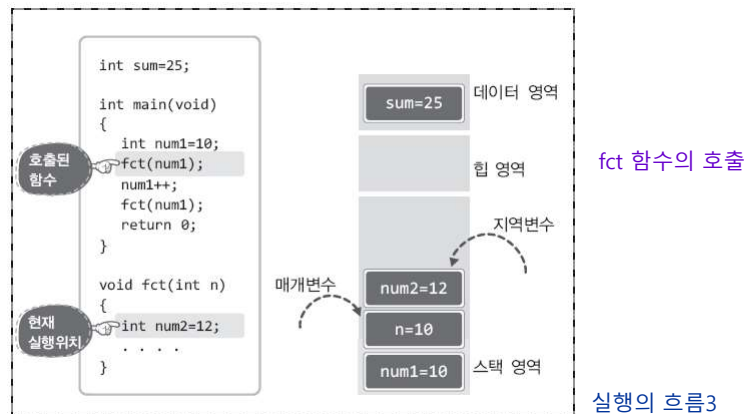 int sum=25;
int main(void)
{
int num1=10;
fct(num1);
num1++;
fct(num1);
return 0;
}
void fct(int n)
{
int num2=12;
. . . .
}
호출된
함수
현재
실행위치
sum=25
데이터 영역
힙 영역
지역변수
매개변수
num2=12
n=10
num1=10
스택 영역
fct 함수의 호출
실행의 흐름3